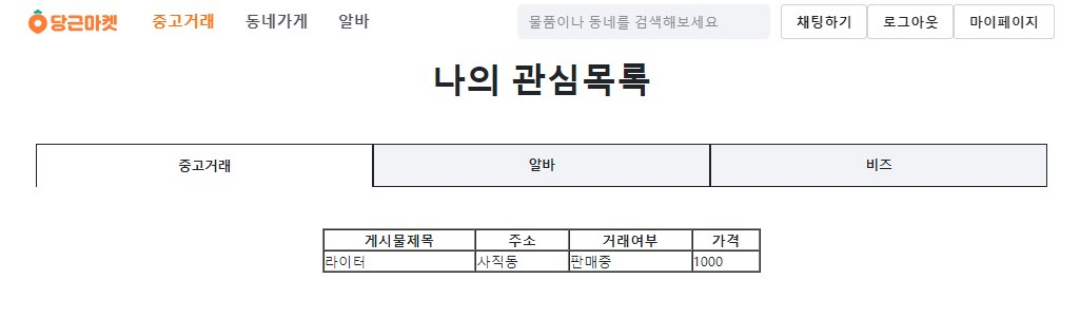 당근마켓 중고거래 동네가게 알바 물품이나 동네를 검색해보세요 채팅하기 로그아웃 마이페이지
나의 관심목록
중고거래 알바 비즈
게시물제목 주소 거래여부 가격
라이터 사직동 판매중 1000